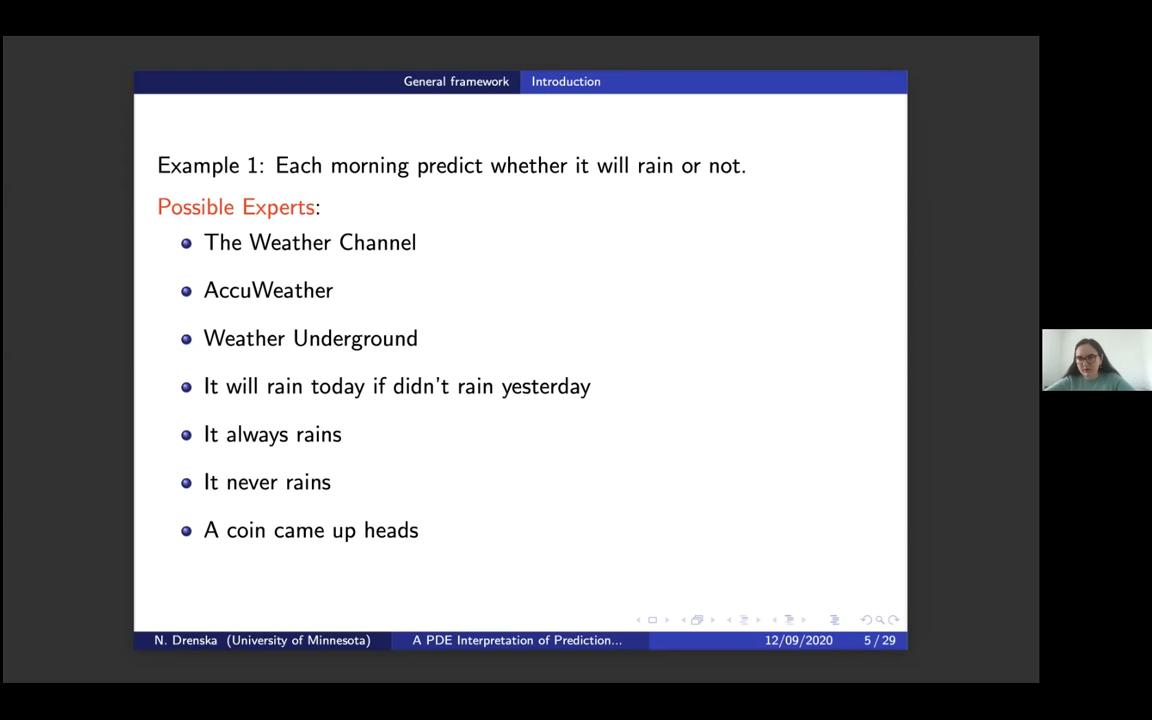 General framework Introduction
Example 1: Each morning predict whether it will rain or not.
Possible Experts:
The Weather Channel
AccuWeather
Weather Underground
It will rain today if didn't rain yesterday
It always rains
It never rains
A coin came up heads
N. Drenska (University of Minnesota) A PDE Interpretation of Prediction... 12/09/2020 5 / 29